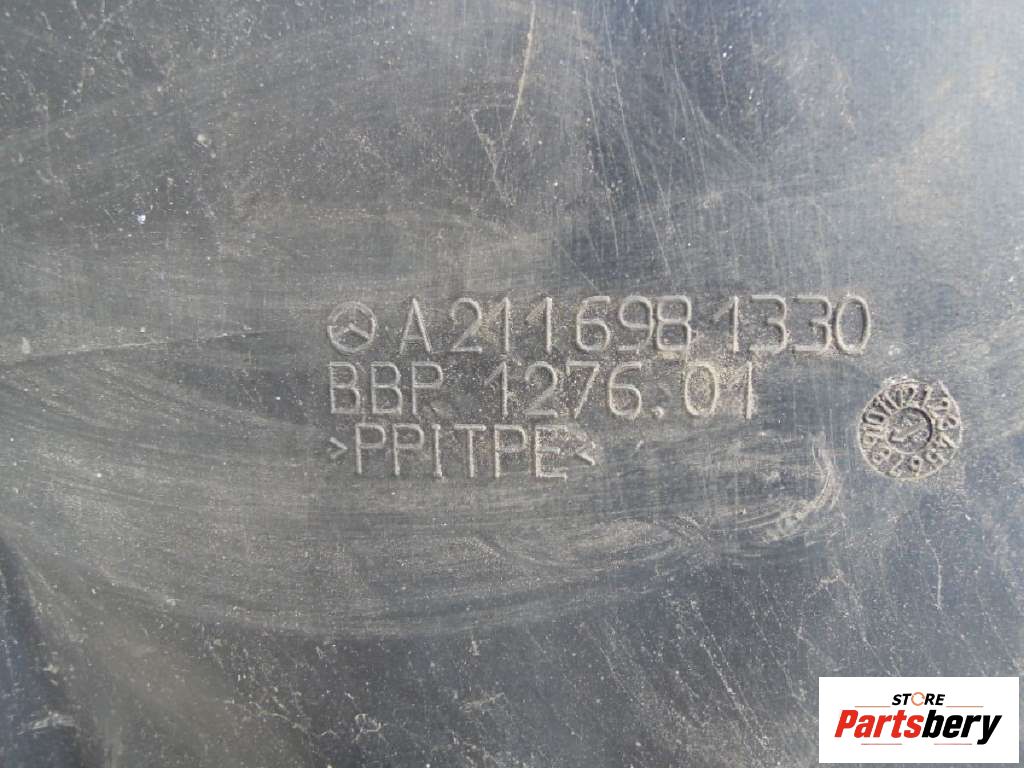 A 211 698 1330
BBP. 1276.01
>PPITPE<
STORE
Partsbery